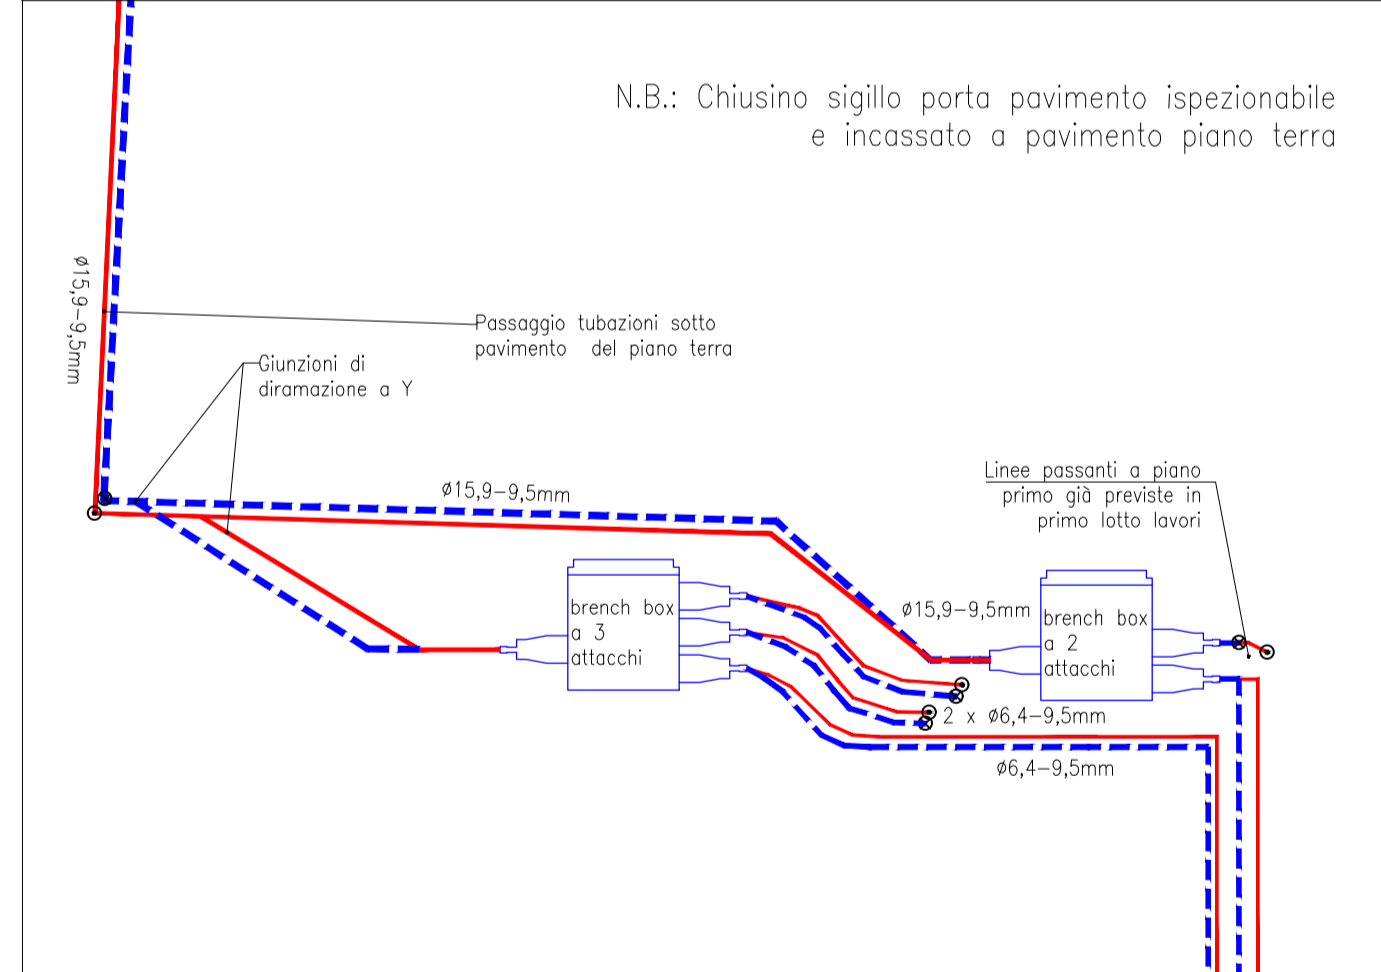 N.B.: Chiusino sigillo porta pavimento ispezionabile
e incassato a pavimento piano terra
ø15,9-9,5mm
Passaggio tubazioni sotto
pavimento del piano terra
Giunzioni di
diramazione a Y
ø15,9-9,5mm
Linee passanti a piano
primo già previste in
primo lotto lavori
brench box
a 3
attacchi
ø15,9-9,5mm
brench box
a 2
attacchi
2 x ø6,4-9,5mm
ø6,4-9,5mm